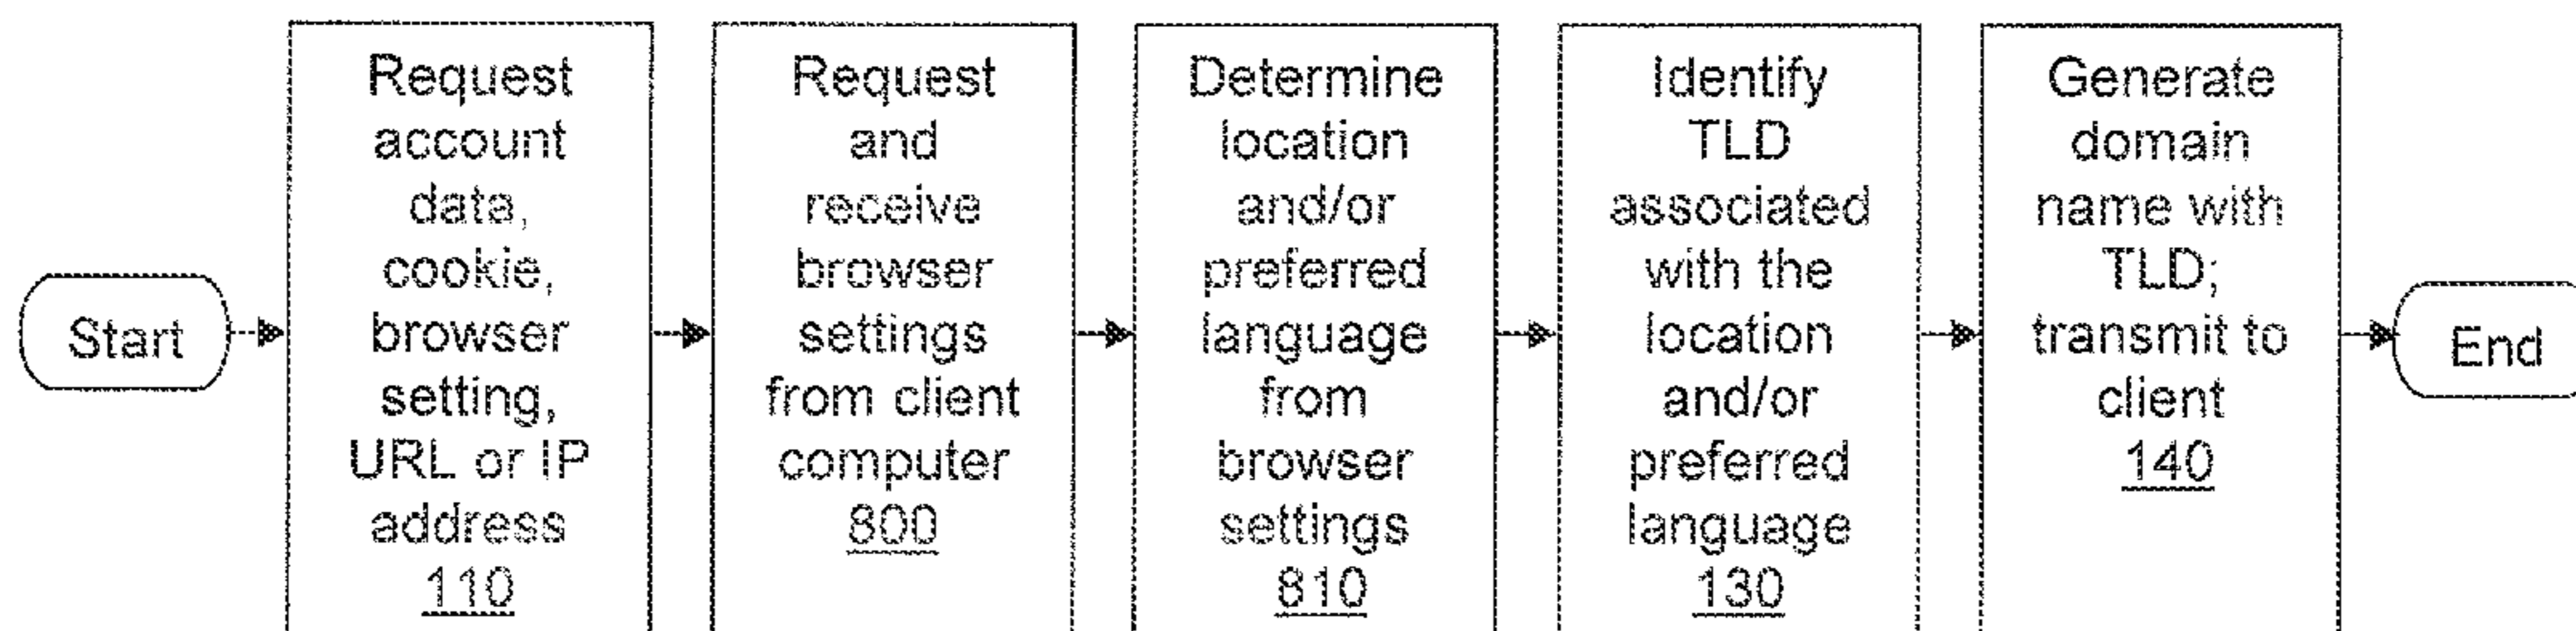 Start
Request
account
data,
cookie,
browser
setting,
URL or IP
address
110
Request
and
receive
browser
settings
from client
computer
800
Determine
location
and/or
preferred
language
from
browser
settings
810
Identify
TLD
associated
with the
location
and/or
preferred
language
130
Generate
domain
name with
TLD;
transmit to
client
140
End